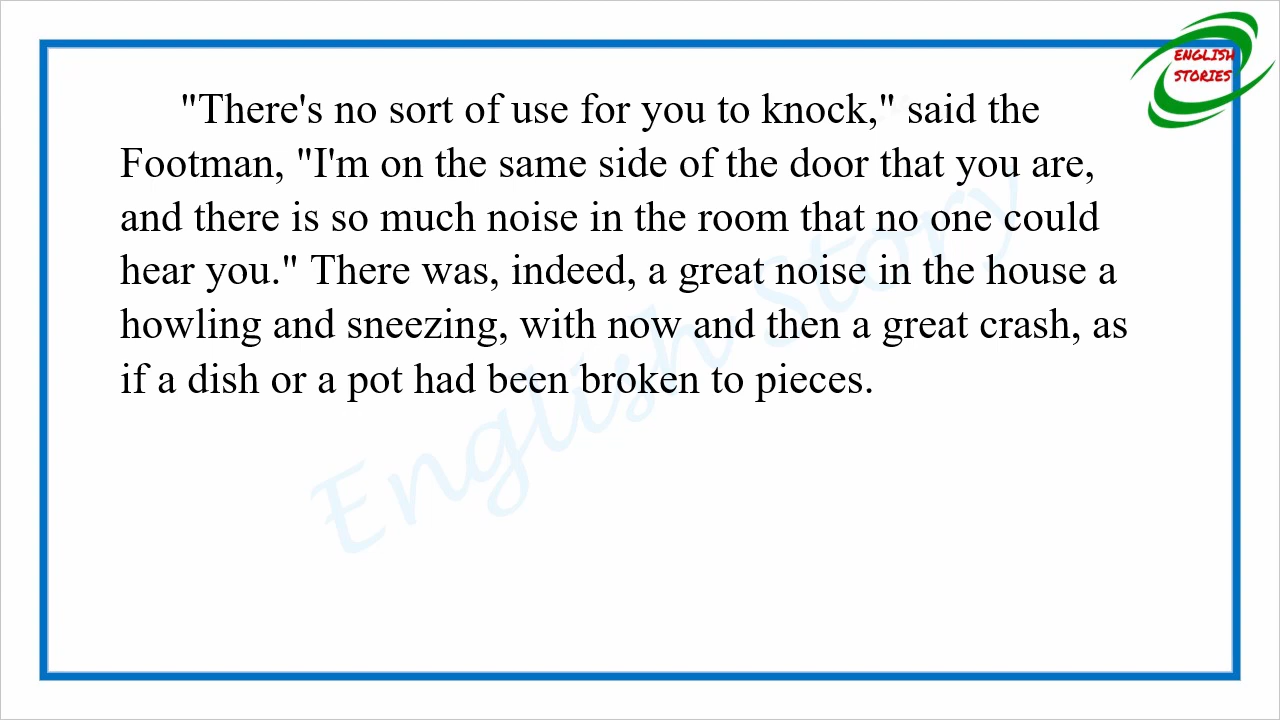 ENGLISH
STORIES
"There's no sort of use for you to knock," said the
Footman, "I'm on the same side of the door that you are,
and there is so much noise in the room that no one could
hear you." There was, indeed, a great noise in the house a
howling and sneezing, with now and then a great crash, as
if a dish or a pot had been broken to pieces.
English Story